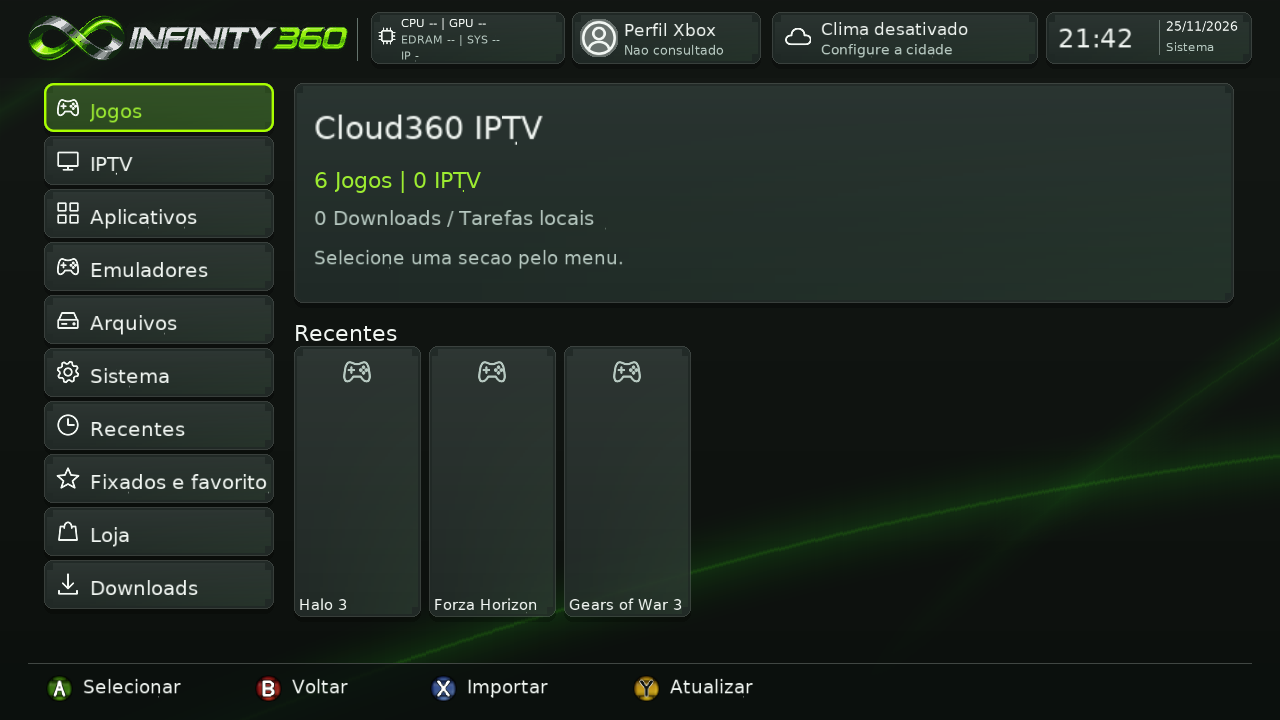 INFINITY 360
CPU -- | GPU --
EDRAM -- | SYS --
IP -
Perfil Xbox
Nao consultado
Clima desativado
Configure a cidade
21:42
25/11/2026
Sistema
Jogos
IPTV
Aplicativos
Emuladores
Arquivos
Sistema
Recentes
Fixados e favorito
Loja
Downloads
Cloud360 IPTV
6 Jogos | 0 IPTV
0 Downloads / Tarefas locais
Selecione uma secao pelo menu.
Recentes
Halo 3
Forza Horizon
Gears of War 3
A Selecionar
B Voltar
X Importar
Y Atualizar